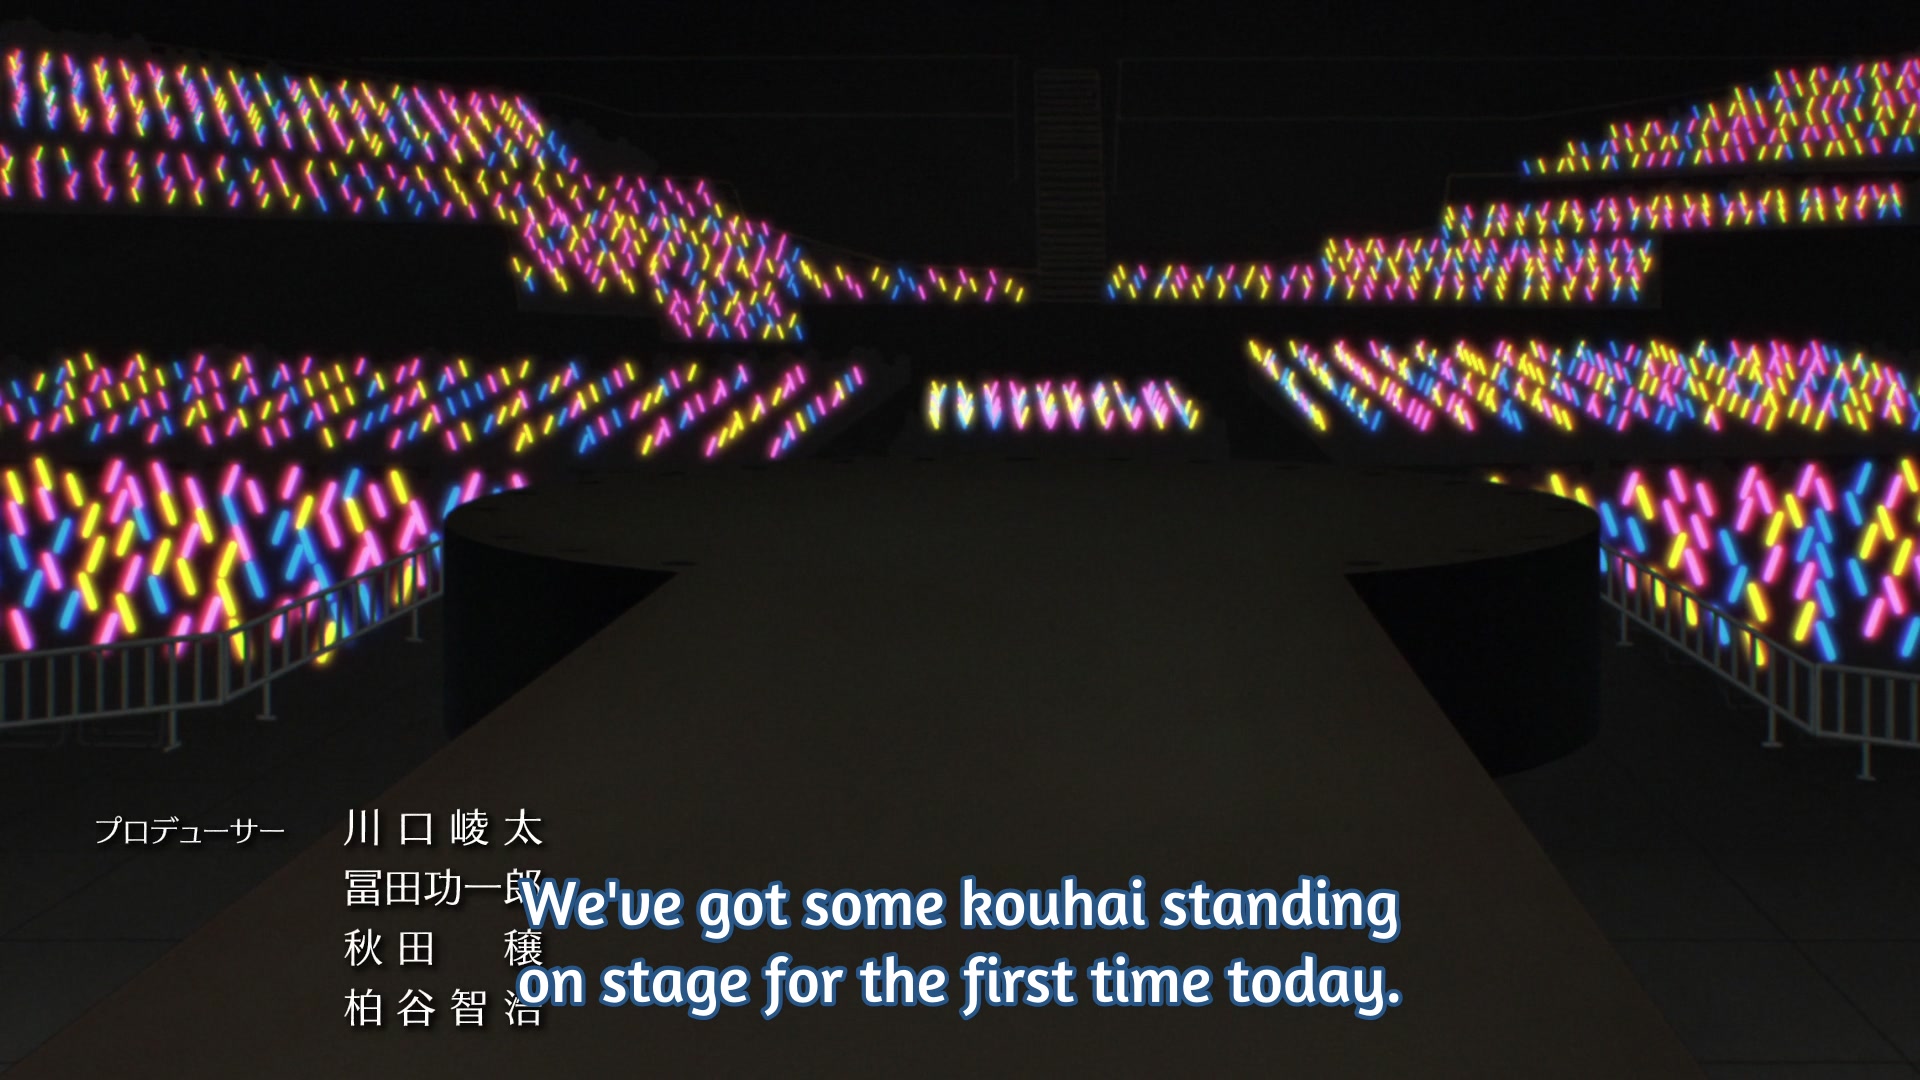 プロデューサー 川口崚太
冨田功一郎
秋田 穣
柏谷智浩
We've got some kouhai standing
on stage for the first time today.